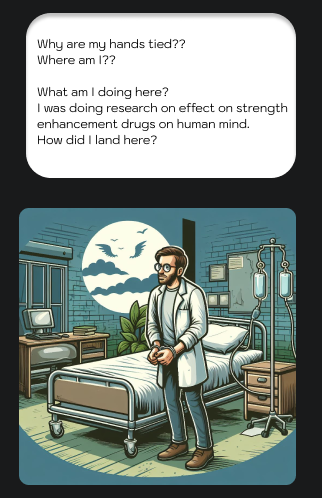 Why are my hands tied??
Where am I??
What am I doing here?
I was doing research on effect on strength
enhancement drugs on human mind.
How did I land here?